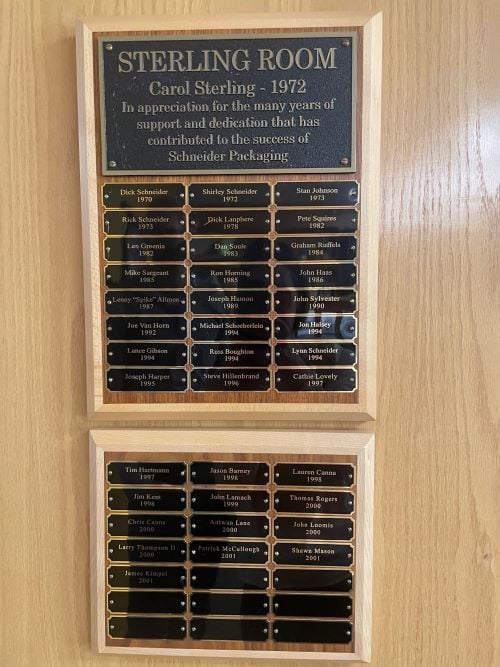 STERLING ROOM
Carol Sterling - 1972
In appreciation for the many years of
support and dedication that has
contributed to the success of
Schneider Packaging
Dick Schneider
1970
Shirley Schneider
1972
Stan Johnson
1973
Rick Schneider
1973
Dick Lanphere
1978
Pete Squires
1982
Len Greenia
1982
Dan Soule
1983
Graham Ruffels
1984
Mike Sargeant
1985
Ron Horning
1985
John Haas
1986
Lenny "Spike" Allmon
1987
Joseph Hamon
1989
John Sylvester
1990
Joe Van Horn
1992
Michael Schoeberlein
1994
Jon Halsey
1994
Lance Gibson
1994
Russ Boughton
1994
Lynn Schneider
1994
Joseph Harper
1995
Steve Hillenbrand
1996
Cathie Lovely
1997
Tim Hartmann
1997
Jason Burney
1998
Lauren Canna
1998
Jim Kent
1998
John Lamach
1999
Thomas Rogers
2000
Chris Canna
2000
Antwan Lane
2000
John Loomis
2000
Larry Thompson II
2000
Patrick McCullough
2001
Shawn Mason
2001
James Kimpel
2001